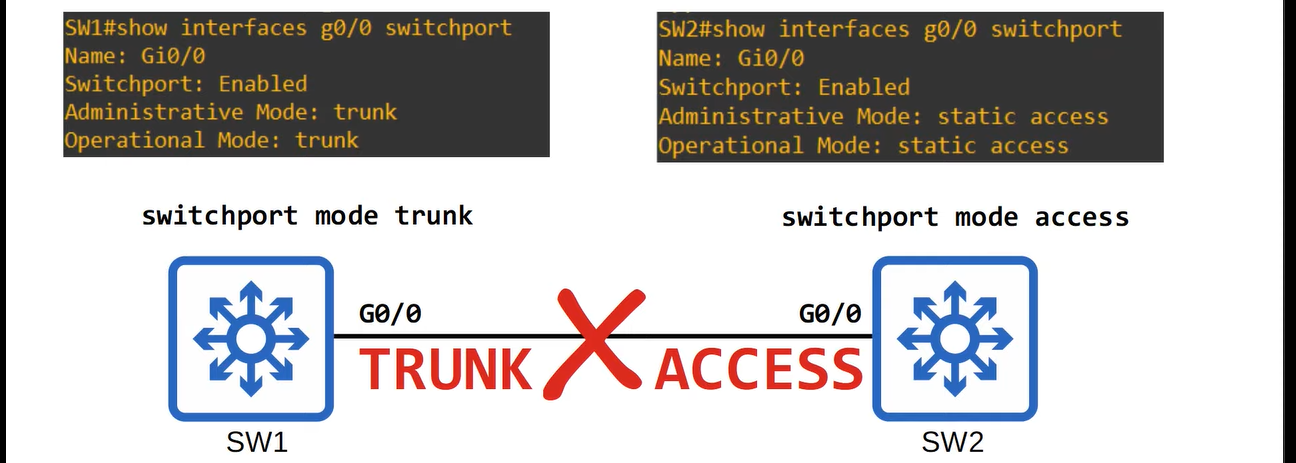 SW1#show interfaces g0/0 switchport
Name: Gi0/0
Switchport: Enabled
Administrative Mode: trunk
Operational Mode: trunk
SW2#show interfaces g0/0 switchport
Name: Gi0/0
Switchport: Enabled
Administrative Mode: static access
Operational Mode: static access
switchport mode trunk
switchport mode access
G0/0
G0/0
TRUNK
ACCESS
SW1
SW2